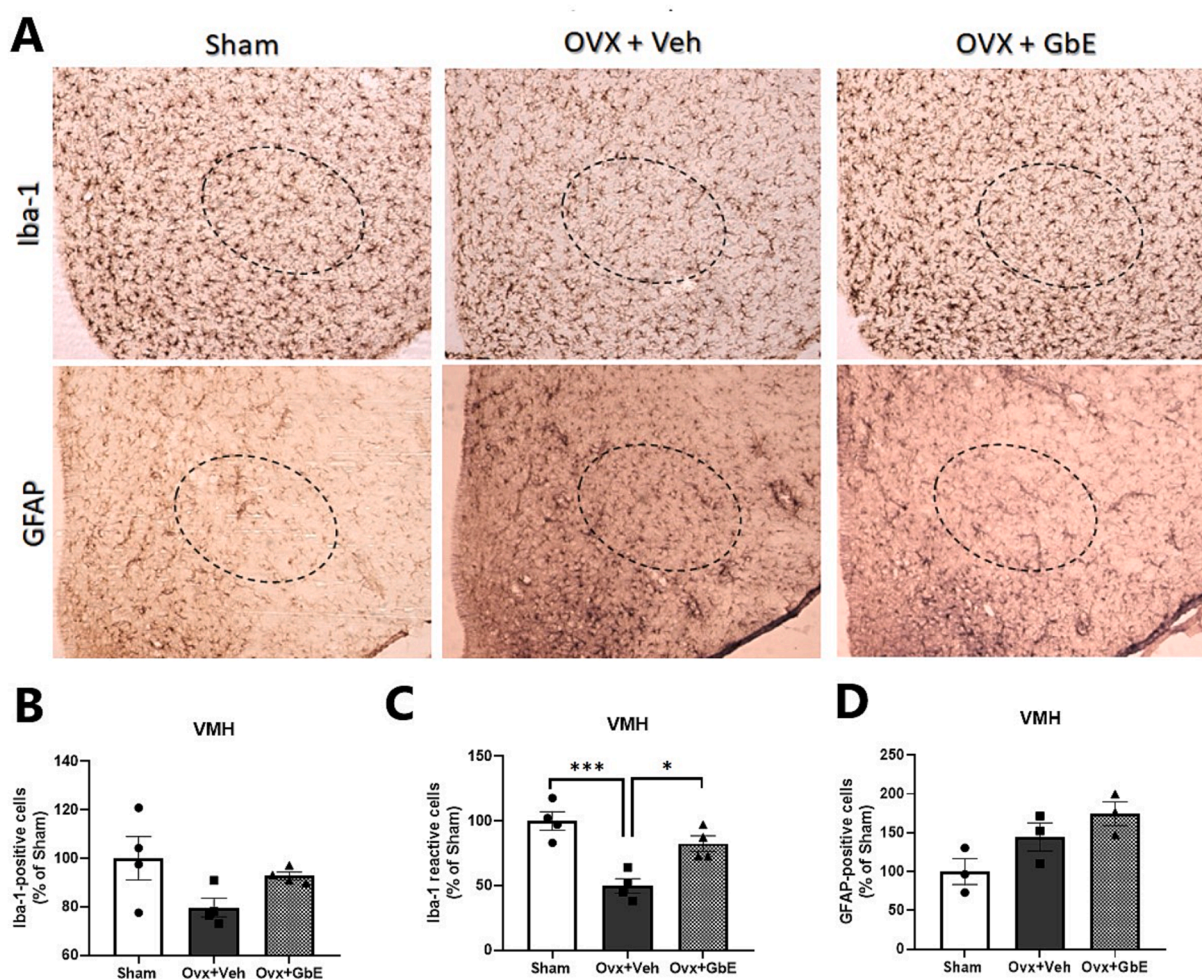 A
Sham
OVX + Veh
OVX + GbE
Iba-1
GFAP
B
VMH
Iba-1-positive cells
(% of Sham)
140
120
100
80
60
Sham
Ovx+Veh
Ovx+GbE
C
VMH
Iba-1 reactive cells
(% of Sham)
150
100
50
0
***
*
Sham
Ovx+Veh
Ovx+GbE
D
VMH
GFAP-positive cells
(% of Sham)
250
200
150
100
50
0
Sham
Ovx+Veh
Ovx+GbE